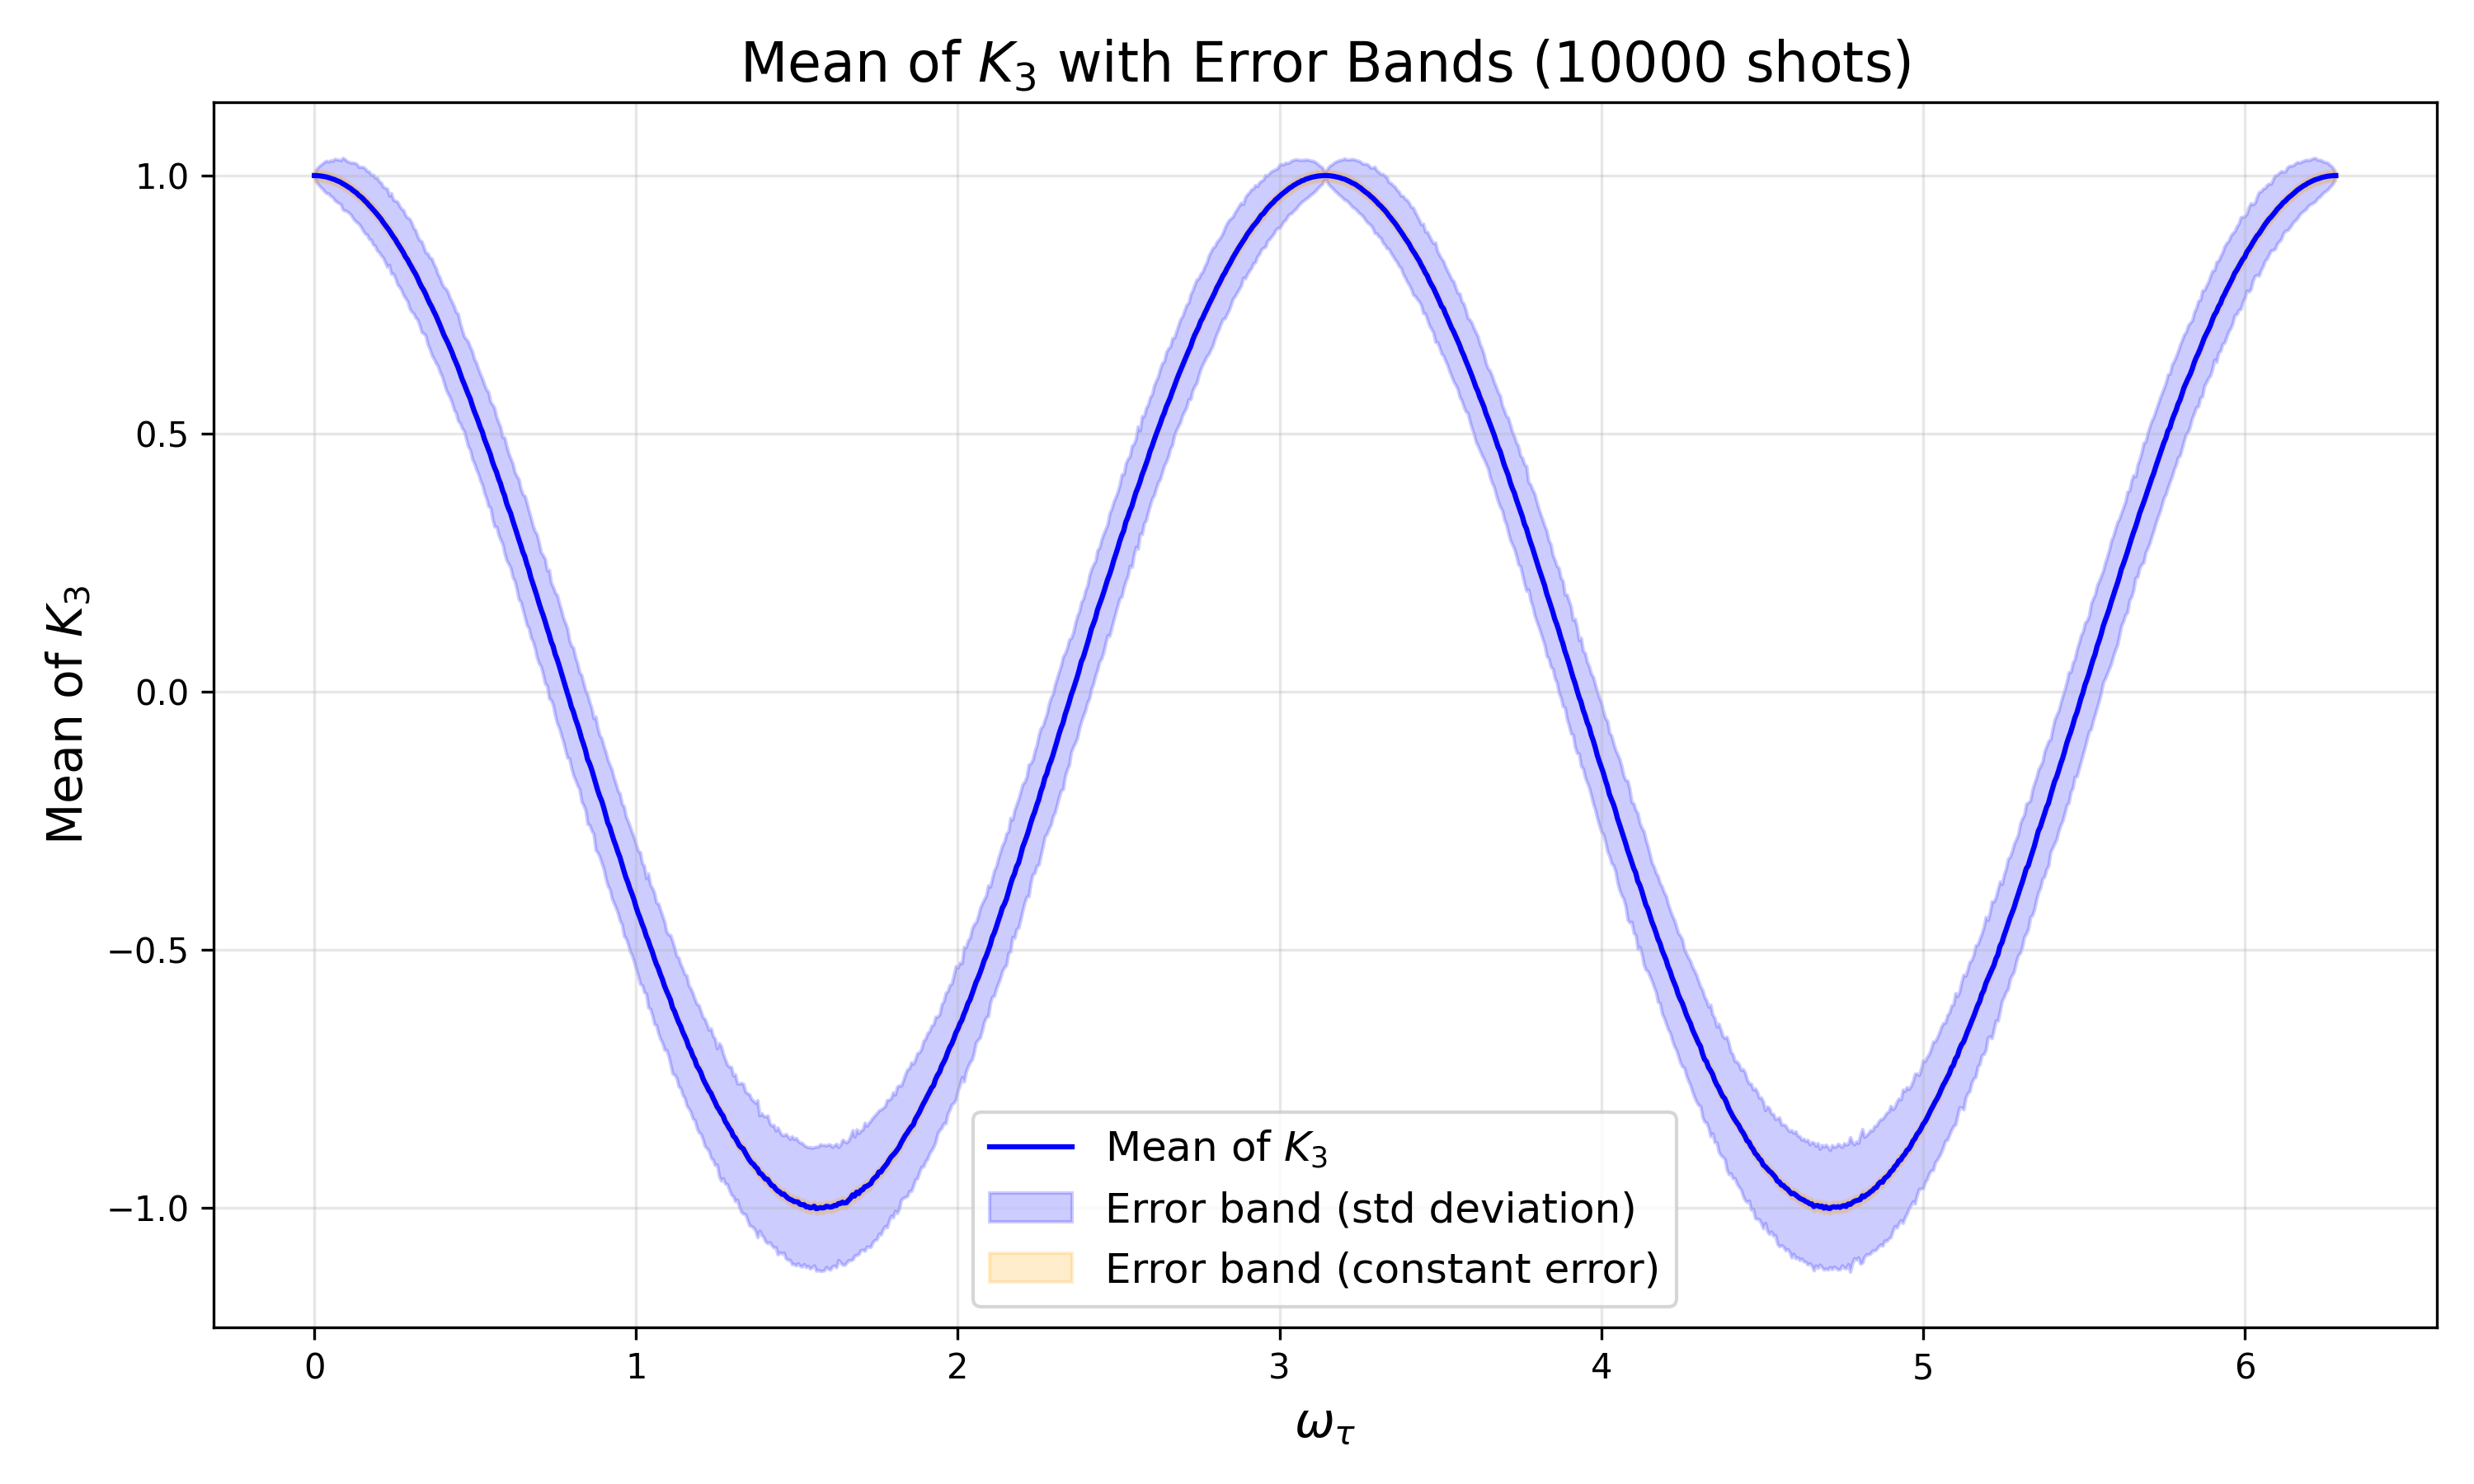 Mean of K₃ with Error Bands (10000 shots)
Mean of K₃
1.0
0.5
0.0
−0.5
−1.0
Mean of K₃
Error band (std deviation)
Error band (constant error)
0 1 2 3 4 5 6
ω_τ